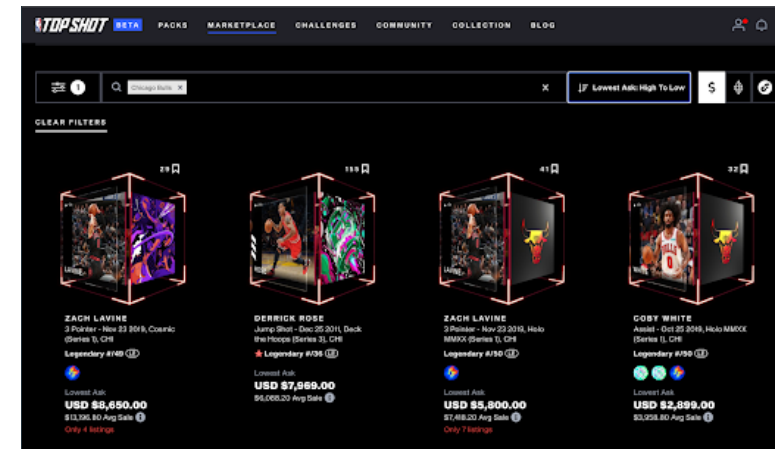 TOP SHOT BETA PACKS MARKETPLACE CHALLENGES COMMUNITY COLLECTION BLOG
1 Chicago Bulls X X Lowest Ask: High To Low $
CLEAR FILTERS
29 159 41 32
ZACH LAVINE
3 Pointer - Nov 23 2019, Cosmic
(Series 1), CHI
Legendary #/49 LE
Lowest Ask
USD $8,650.00
$13,196.80 Avg Sale
Only 4 listings
DERRICK ROSE
Jump Shot - Dec 25 2011, Deck
the Hoops (Series 3), CHI
Legendary #/36 LE
Lowest Ask
USD $7,969.00
$6,068.20 Avg Sale
ZACH LAVINE
3 Pointer - Nov 23 2019, Holo
MMXX (Series 1), CHI
Legendary #/50 LE
Lowest Ask
USD $5,800.00
$7,418.20 Avg Sale
Only 7 listings
COBY WHITE
Assist - Oct 25 2019, Holo MMXX
(Series 1), CHI
Legendary #/50 LE
Lowest Ask
USD $2,899.00
$3,958.80 Avg Sale